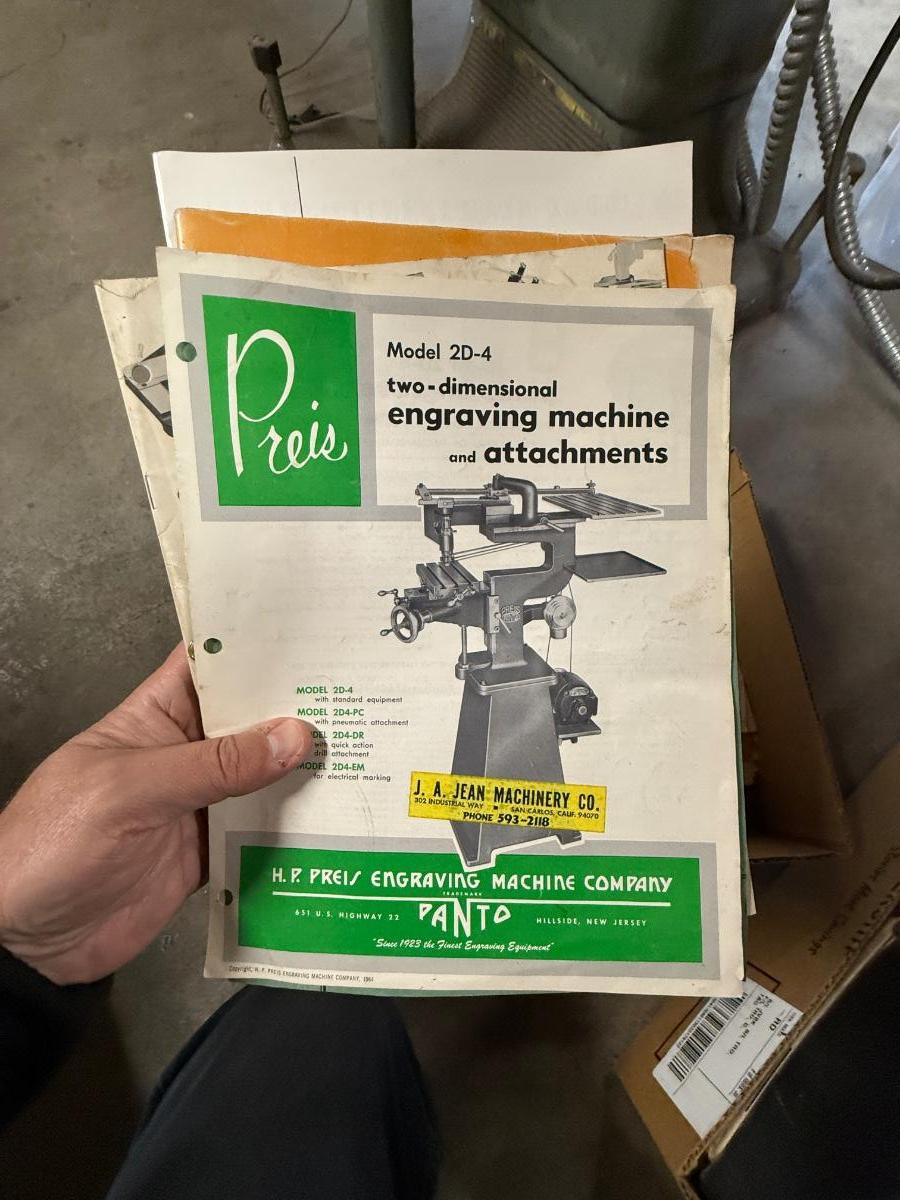 Preis
Model 2D-4
two-dimensional
engraving machine
and attachments
PREIS
MODEL 2D-4
with standard equipment
MODEL 2D4-PC
with pneumatic attachment
DEL 2D4-DR
with quick action
drill attachment
MODEL 2D4-EM
for electrical marking
J. A. JEAN MACHINERY CO.
302 INDUSTRIAL WAY ▪ SAN CARLOS, CALIF. 94070
PHONE 593-2118
H. P. PREIS ENGRAVING MACHINE COMPANY
TRADEMARK
651 U.S. HIGHWAY 22 PANTO HILLSIDE, NEW JERSEY
"Since 1923 the Finest Engraving Equipment"
Copyright, H. P. PREIS ENGRAVING MACHINE COMPANY, 1964